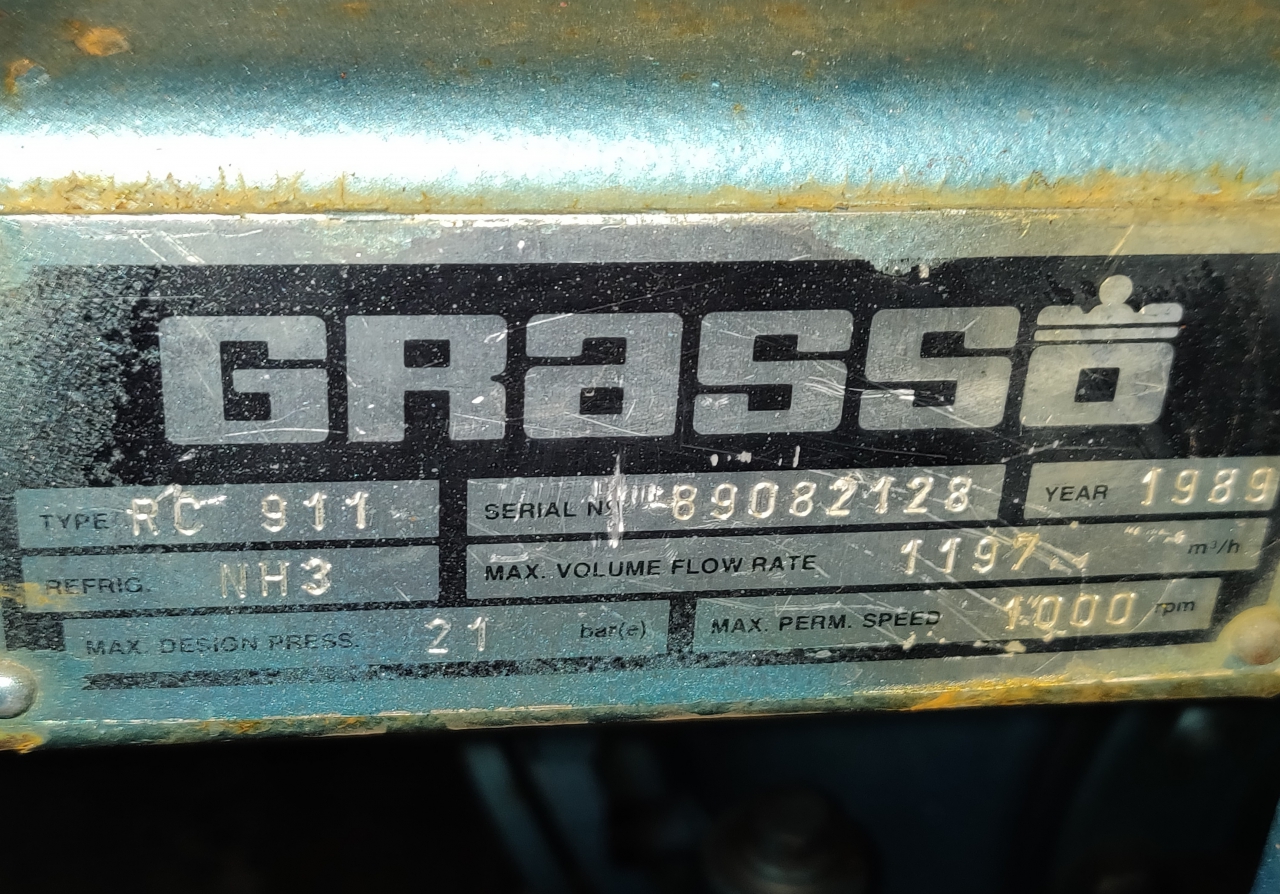 GRasso
TYPE RC 911 SERIAL Nº 89082128 YEAR 1989
REFRIG. NH3 MAX. VOLUME FLOW RATE 1197 m³/h
MAX. DESIGN PRESS. 21 bar(e) MAX. PERM. SPEED 1000 rpm